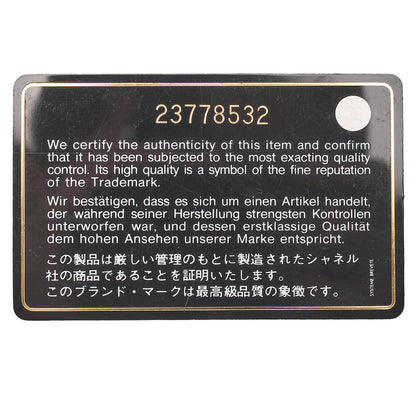 23778532
We certify the authenticity of this item and confirm
that it has been subjected to the most exacting quality
control. Its high quality is a symbol of the fine reputation
of the Trademark.
Wir bestätigen, dass es sich um einen Artikel handelt,
der während seiner Herstellung strengsten Kontrollen
unterworfen war, und dessen erstklassige Qualität
dem hohen Ansehen unserer Marke entspricht.
この製品は厳しい管理のもとに製造されたシャネル
社の商品であることを証明いたします。
このブランド・マークは最高級品質の象徴です。
SYSTEME BREVETE